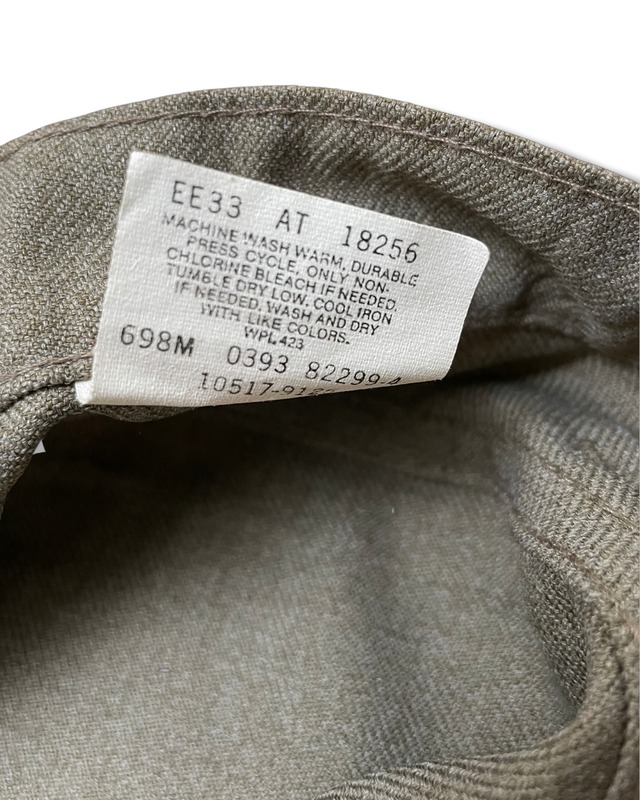 EE33 AT 18256
MACHINE WASH WARM, DURABLE
PRESS CYCLE. ONLY NON-
CHLORINE BLEACH IF NEEDED.
TUMBLE DRY LOW. COOL IRON
IF NEEDED. WASH AND DRY
WITH LIKE COLORS.
WPL 423
698M 0393 82299-A